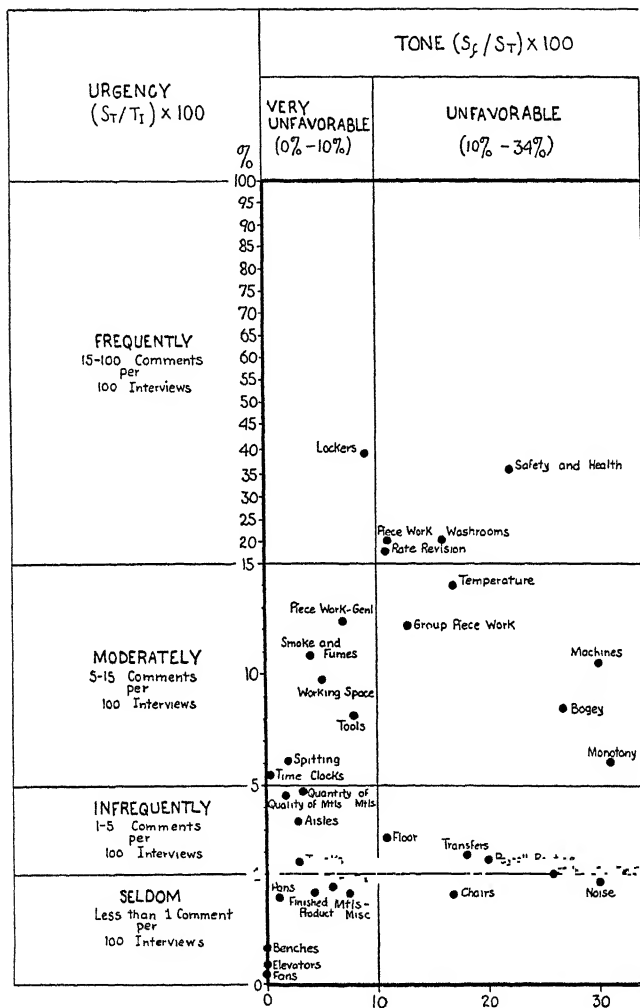 TONE (Sf/ST) × 100
URGENCY
(ST/TI) × 100
VERY
UNFAVORABLE
(0% -10%)
UNFAVORABLE
(10% - 34%)
%
100
95
90
85
80
75
70
65
60
55
50
45
40
35
30
25
20
15
10
5
0
FREQUENTLY
15-100 Comments
per
100 Interviews
Lockers
Safety and Health
Piece Work
Washrooms
Rate Revision
MODERATELY
5-15 Comments
per
100 Interviews
Temperature
Piece Work-Genl
Group Piece Work
Smoke and
Fumes
Machines
Working Space
Bogey
Tools
Spitting
Monotony
Time Clocks
INFREQUENTLY
1-5 Comments
per
100 Interviews
Quantity of
Mtls
Quality of Mtls
Aisles
Floor
Transfers
SELDOM
Less than 1 Comment
per
100 Interviews
Pans
Finished
Product
Mtls-
Misc
Chairs
Noise
Benches
Elevators
Fans
0
10
20
30